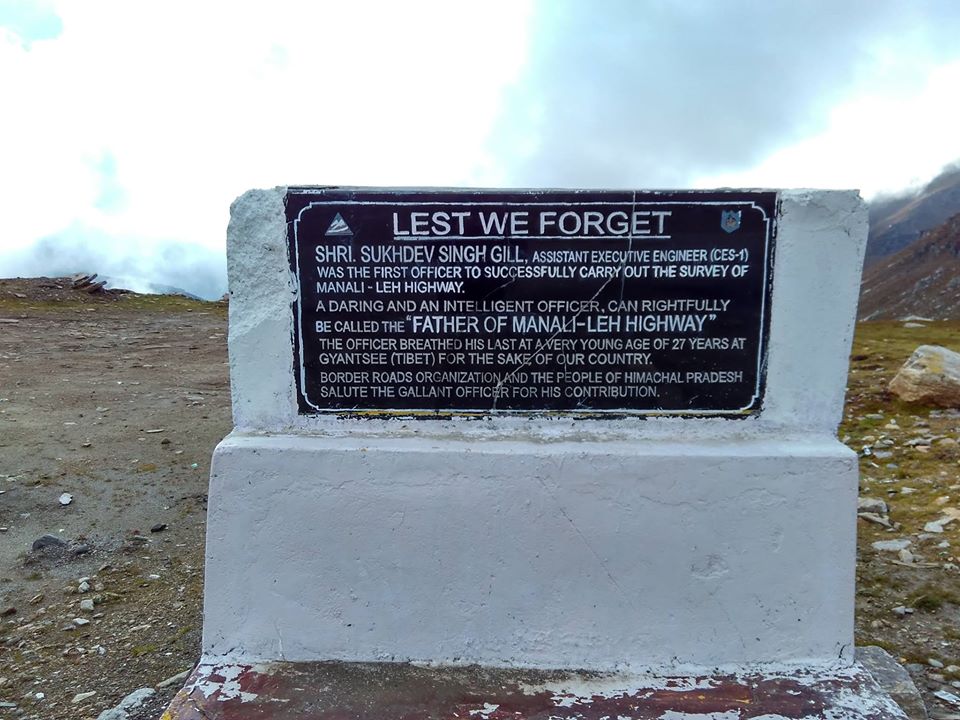 LEST WE FORGET
SHRI. SUKHDEV SINGH GILL, ASSISTANT EXECUTIVE ENGINEER (CES-1)
WAS THE FIRST OFFICER TO SUCCESSFULLY CARRY OUT THE SURVEY OF
MANALI - LEH HIGHWAY.
A DARING AND AN INTELLIGENT OFFICER, CAN RIGHTFULLY
BE CALLED THE "FATHER OF MANALI-LEH HIGHWAY"
THE OFFICER BREATHED HIS LAST AT A VERY YOUNG AGE OF 27 YEARS AT
GYANTSEE (TIBET) FOR THE SAKE OF OUR COUNTRY.
BORDER ROADS ORGANIZATION AND THE PEOPLE OF HIMACHAL PRADESH
SALUTE THE GALLANT OFFICER FOR HIS CONTRIBUTION.